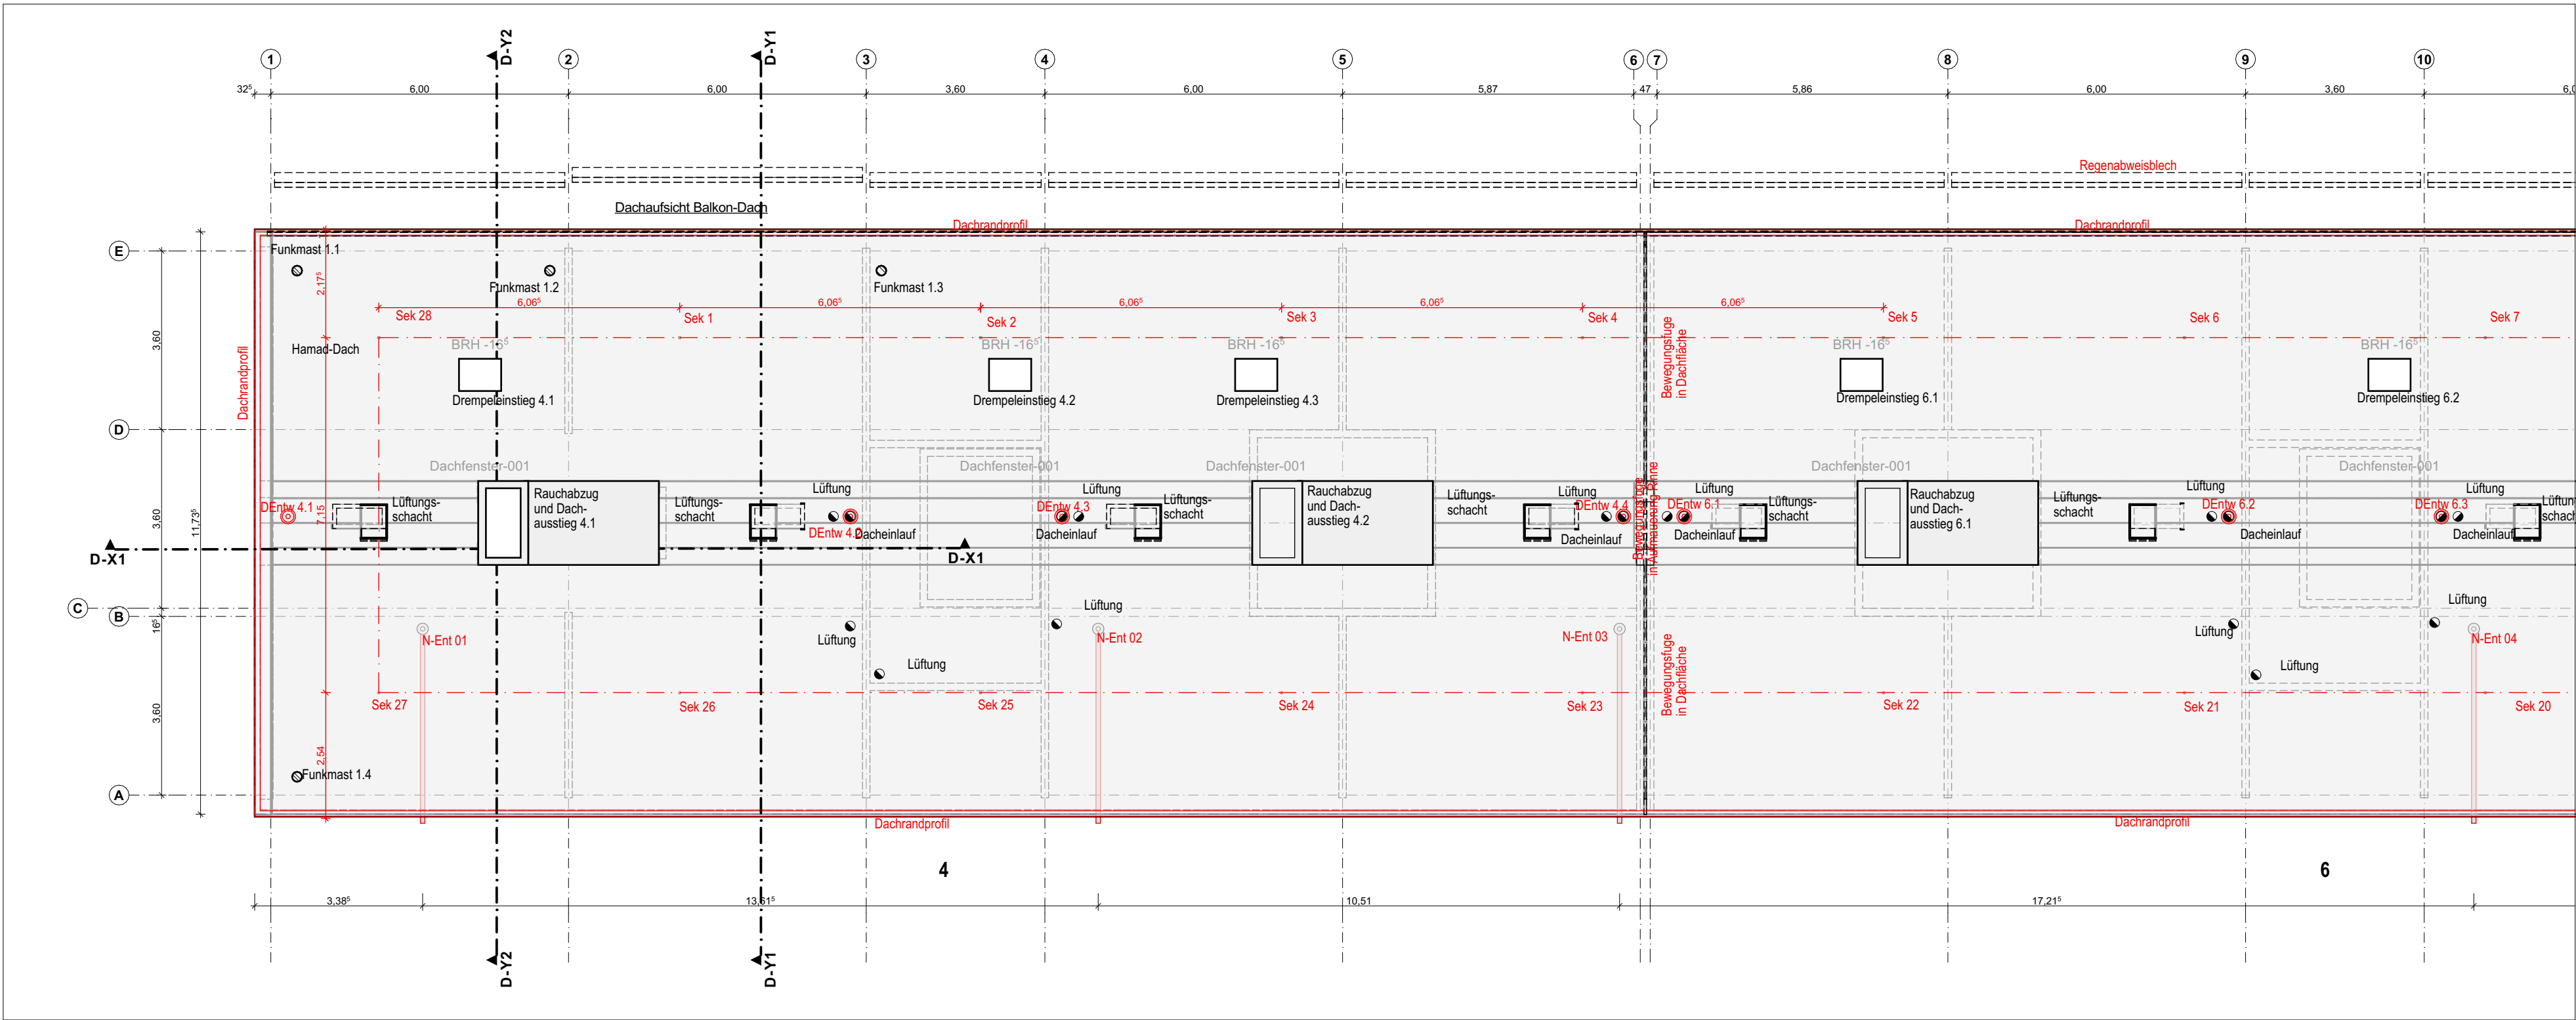 D-Y2
D-Y1
1
2
3
4
5
6
7
8
9
10
32⁵
6,00
6,00
3,60
6,00
5,87
47
5,86
6,00
3,60
Regenabweisblech
Dachaufsicht Balkon-Dach
Dachrandprofil
Dachrandprofil
E
Funkmast 1.1
Funkmast 1.2
Funkmast 1.3
2,17⁵
6,06⁵
6,06⁵
6,06⁵
6,06⁵
6,06⁵
Sek 28
Sek 1
Sek 2
Sek 3
Sek 4
Sek 5
Sek 6
Sek 7
3,60
Hamad-Dach
Dachrandprofil
BRH -16⁵
BRH -16⁵
BRH -16⁵
BRH -16⁵
BRH -16⁵
Bewegungsfuge
in Dachfläche
Drempeleinstieg 4.1
Drempeleinstieg 4.2
Drempeleinstieg 4.3
Drempeleinstieg 6.1
Drempeleinstieg 6.2
D
Dachfenster-001
Dachfenster-001
Dachfenster-001
Dachfenster-001
Dachfenster-001
3,60
11,73⁵
7,15
DEntw 4.1
Lüftungs-
schacht
Rauchabzug
und Dach-
ausstieg 4.1
Lüftungs-
schacht
Lüftung
DEntw 4.2
Dacheinlauf
Lüftung
DEntw 4.3
Dacheinlauf
Lüftungs-
schacht
Rauchabzug
und Dach-
ausstieg 4.2
Lüftungs-
schacht
Lüftung
DEntw 4.4
Dacheinlauf
Bewegungsfuge
in Aufmauerung Rinne
Lüftung
DEntw 6.1
Dacheinlauf
Lüftungs-
schacht
Rauchabzug
und Dach-
ausstieg 6.1
Lüftungs-
schacht
Lüftung
DEntw 6.2
Dacheinlauf
Lüftung
DEntw 6.3
Dacheinlauf
D-X1
D-X1
C
B
16⁵
N-Ent 01
Lüftung
Lüftung
Lüftung
N-Ent 02
N-Ent 03
Bewegungsfuge
in Dachfläche
Lüftung
Lüftung
Lüftung
N-Ent 04
Sek 27
Sek 26
Sek 25
Sek 24
Sek 23
Sek 22
Sek 21
Sek 20
3,60
2,54
Funkmast 1.4
A
Dachrandprofil
Dachrandprofil
4
6
3,38⁵
13,61⁵
10,51
17,21⁵
D-Y2
D-Y1